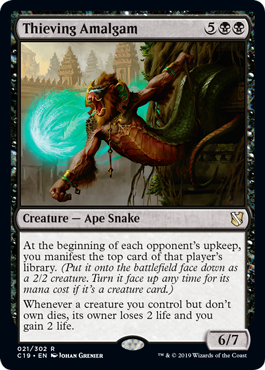 Thieving Amalgam 5
Creature — Ape Snake
At the beginning of each opponent's upkeep,
you manifest the top card of that player's
library. (Put it onto the battlefield face down as
a 2/2 creature. Turn it face up any time for its
mana cost if it's a creature card.)
Whenever a creature you control but don't
own dies, its owner loses 2 life and you
gain 2 life.
6/7
021/302 R
C19 • EN Johan Grenier
™ & © 2019 Wizards of the Coast